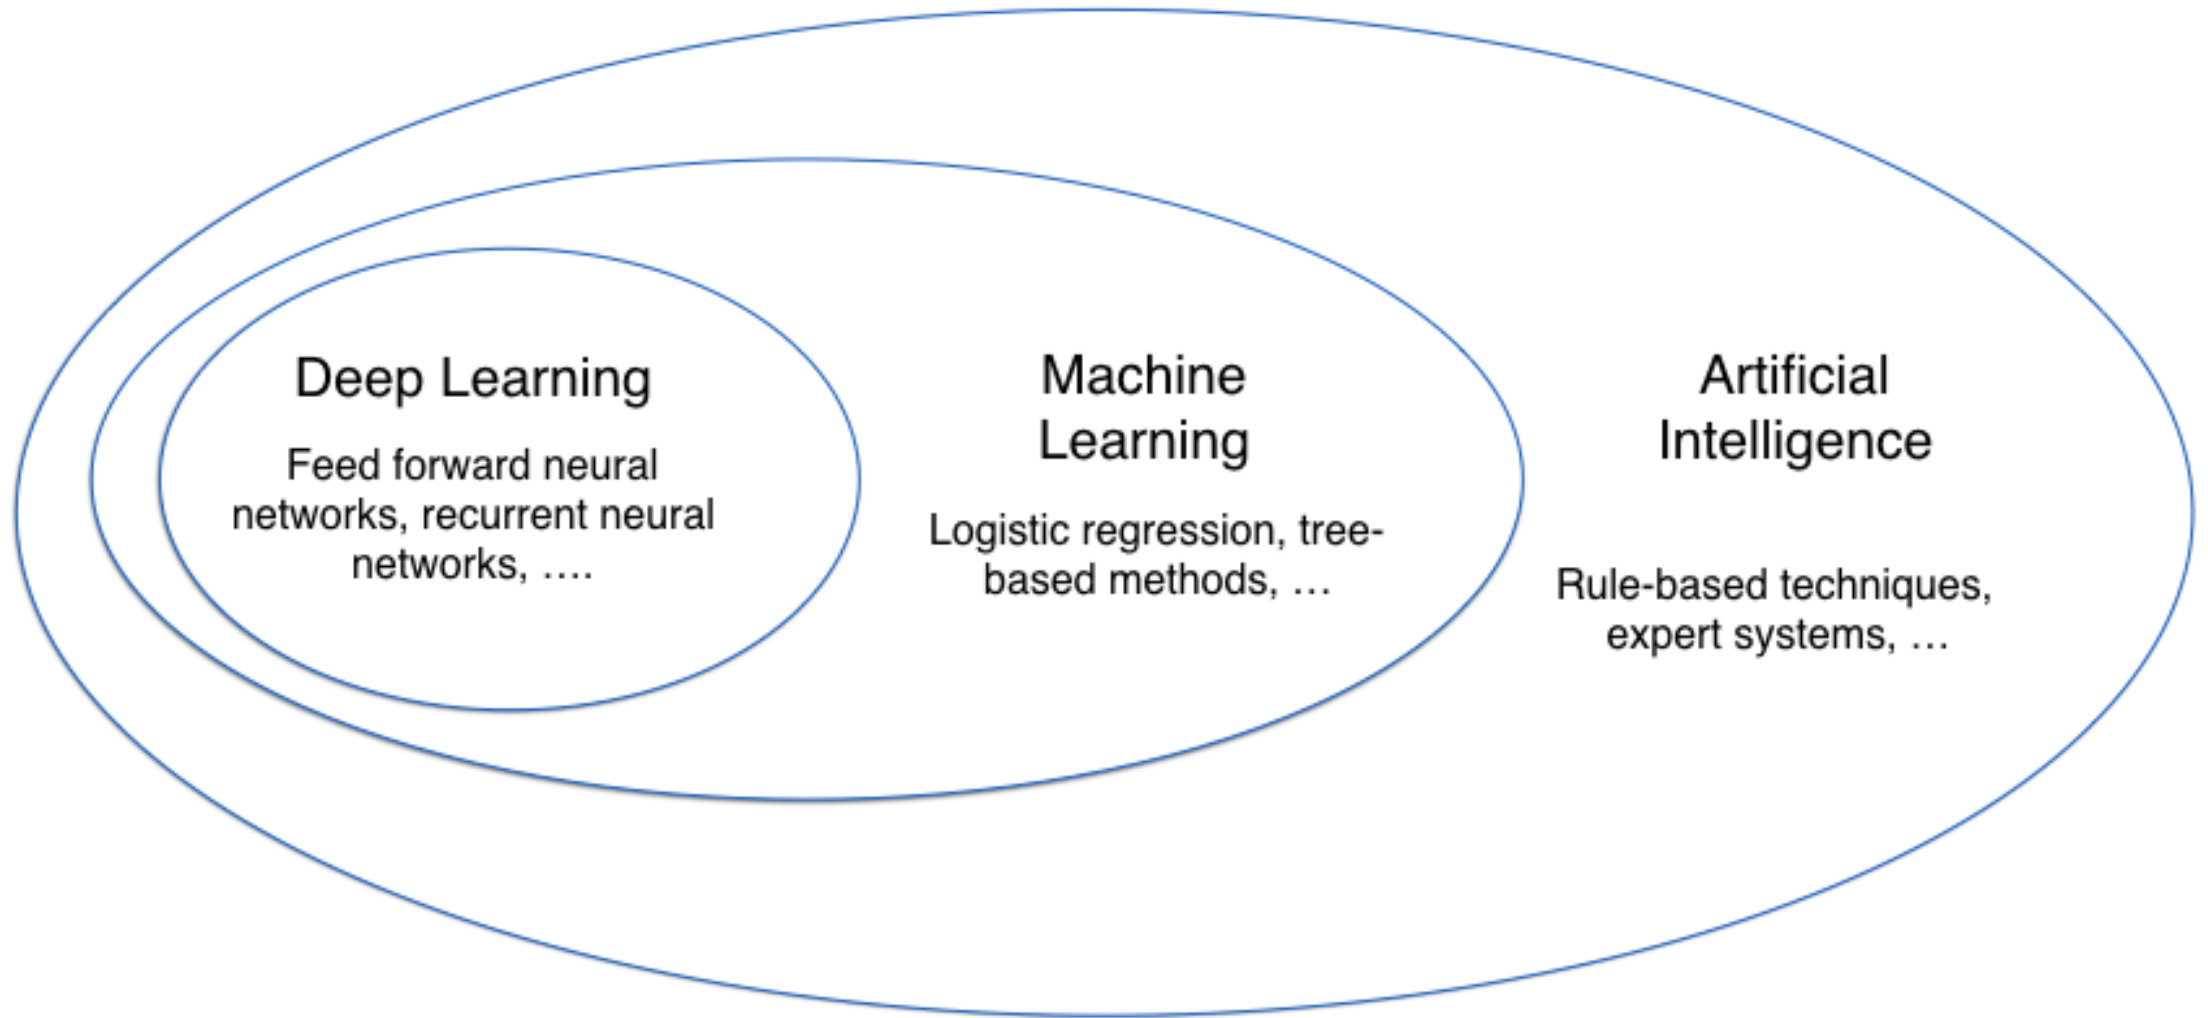 Deep Learning
Feed forward neural
networks, recurrent neural
networks, ....
Machine
Learning
Logistic regression, tree-
based methods, ...
Artificial
Intelligence
Rule-based techniques,
expert systems, ...